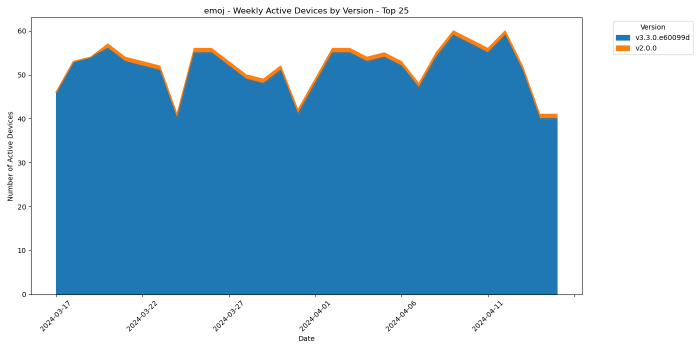 emoj - Weekly Active Devices by Version - Top 25
Number of Active Devices
60
50
40
30
20
10
0
2024-03-17
2024-03-22
2024-03-27
2024-04-01
2024-04-06
2024-04-11
Date
Version
v3.3.0.e60099d
v2.0.0